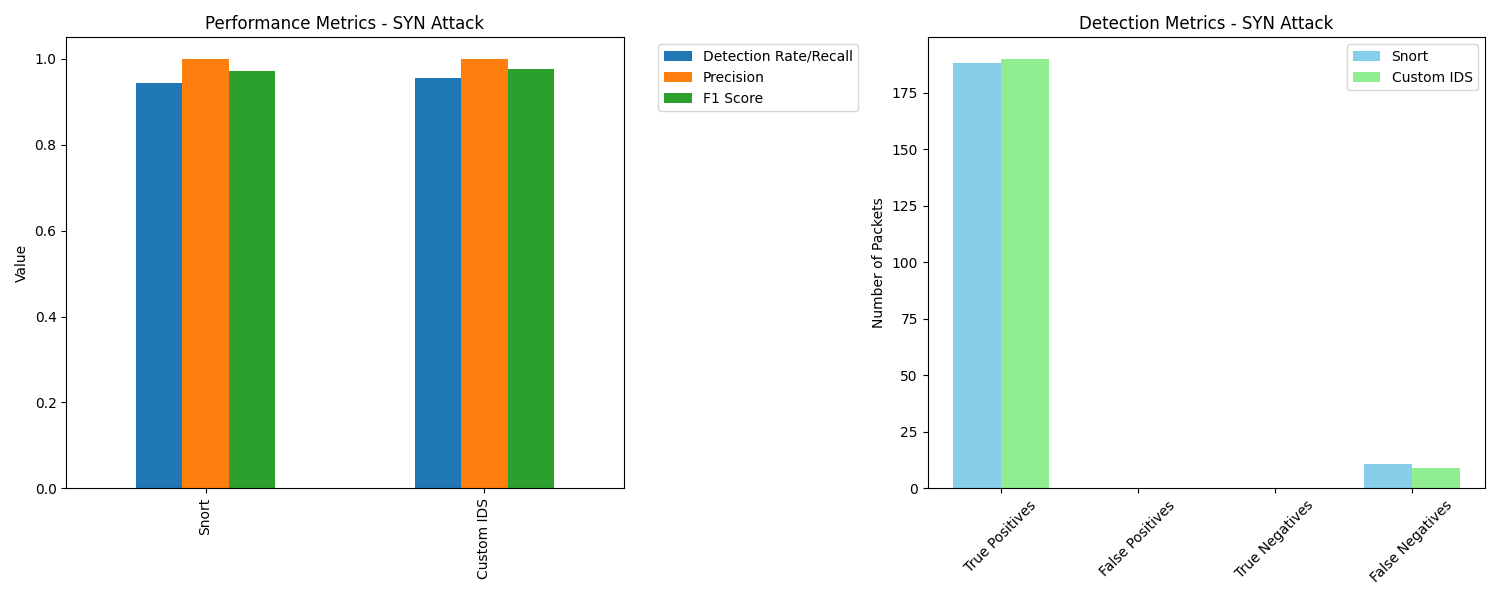 Performance Metrics - SYN Attack
1.0
0.8
0.6
0.4
0.2
0.0
Value
Snort
Custom IDS
Detection Rate/Recall
Precision
F1 Score
Detection Metrics - SYN Attack
175
150
125
100
75
50
25
0
Number of Packets
True Positives
False Positives
True Negatives
False Negatives
Snort
Custom IDS